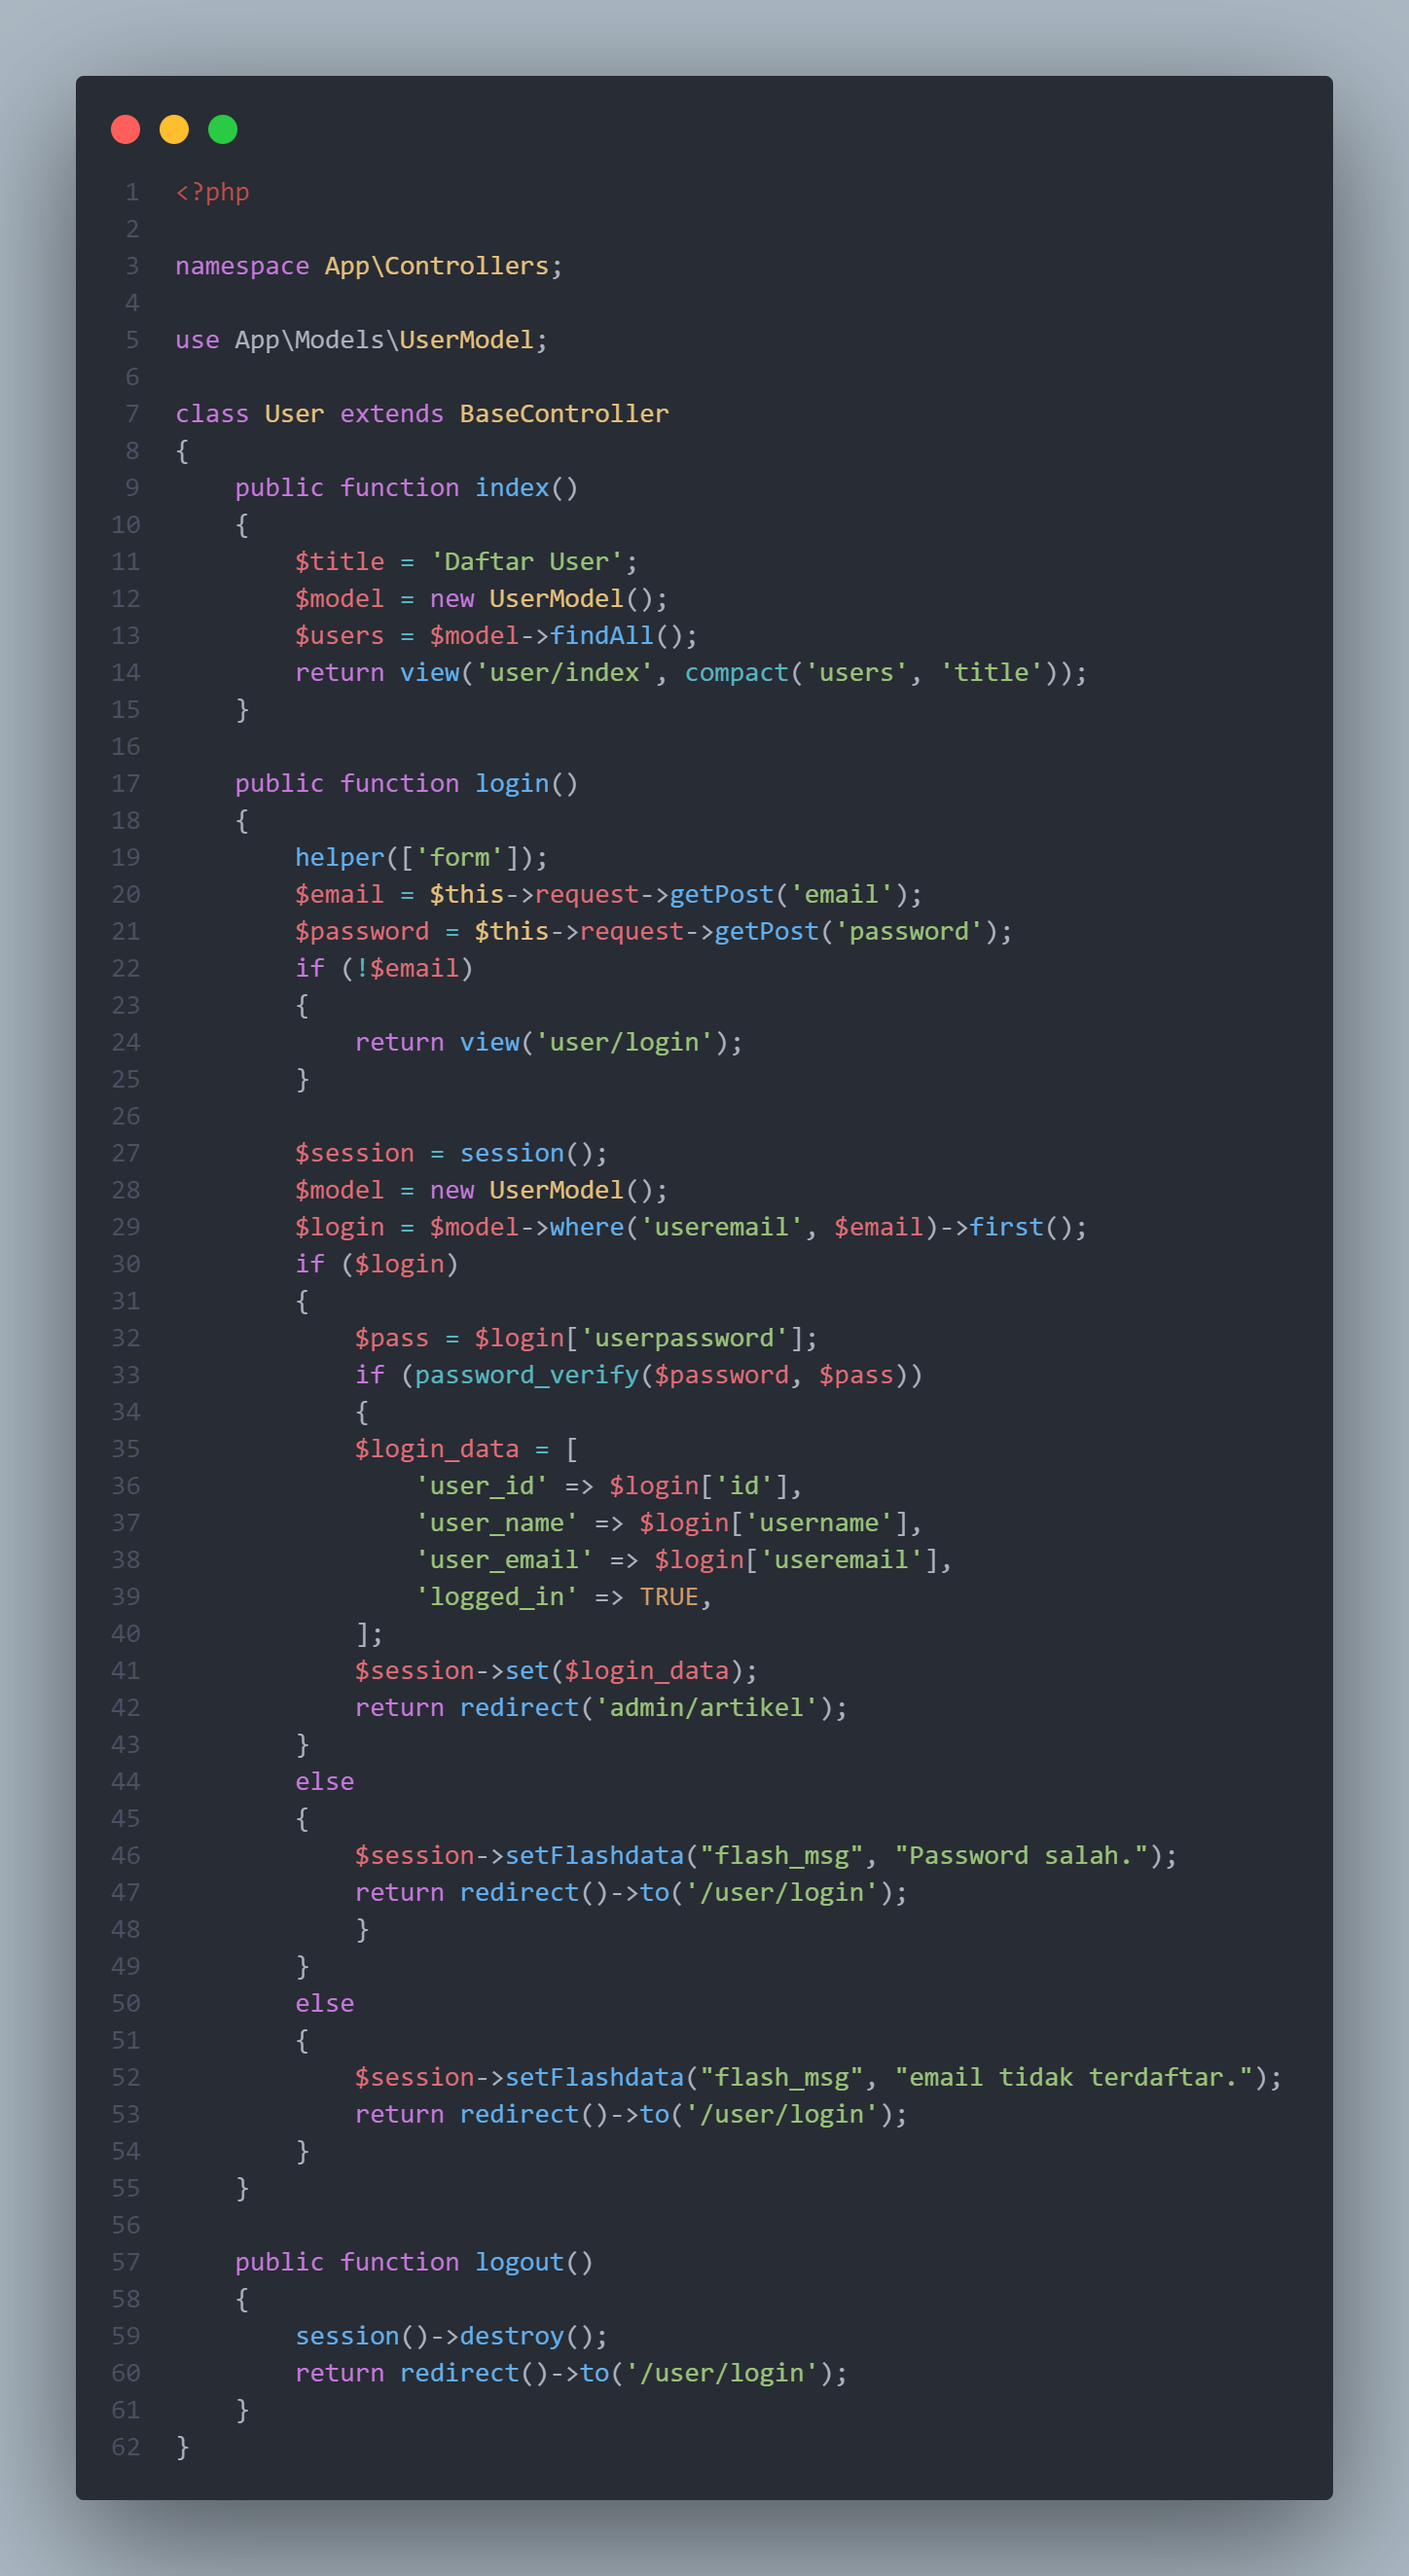 1 <?php
2
3 namespace App\Controllers;
4
5 use App\Models\UserModel;
6
7 class User extends BaseController
8 {
9     public function index()
10     {
11         $title = 'Daftar User';
12         $model = new UserModel();
13         $users = $model->findAll();
14         return view('user/index', compact('users', 'title'));
15     }
16
17     public function login()
18     {
19         helper(['form']);
20         $email = $this->request->getPost('email');
21         $password = $this->request->getPost('password');
22         if (!$email)
23         {
24             return view('user/login');
25         }
26
27         $session = session();
28         $model = new UserModel();
29         $login = $model->where('useremail', $email)->first();
30         if ($login)
31         {
32             $pass = $login['userpassword'];
33             if (password_verify($password, $pass))
34             {
35             $login_data = [
36                 'user_id' => $login['id'],
37                 'user_name' => $login['username'],
38                 'user_email' => $login['useremail'],
39                 'logged_in' => TRUE,
40             ];
41             $session->set($login_data);
42             return redirect('admin/artikel');
43         }
44         else
45         {
46             $session->setFlashdata("flash_msg", "Password salah.");
47             return redirect()->to('/user/login');
48             }
49         }
50         else
51         {
52             $session->setFlashdata("flash_msg", "email tidak terdaftar.");
53             return redirect()->to('/user/login');
54         }
55     }
56
57     public function logout()
58     {
59         session()->destroy();
60         return redirect()->to('/user/login');
61     }
62 }